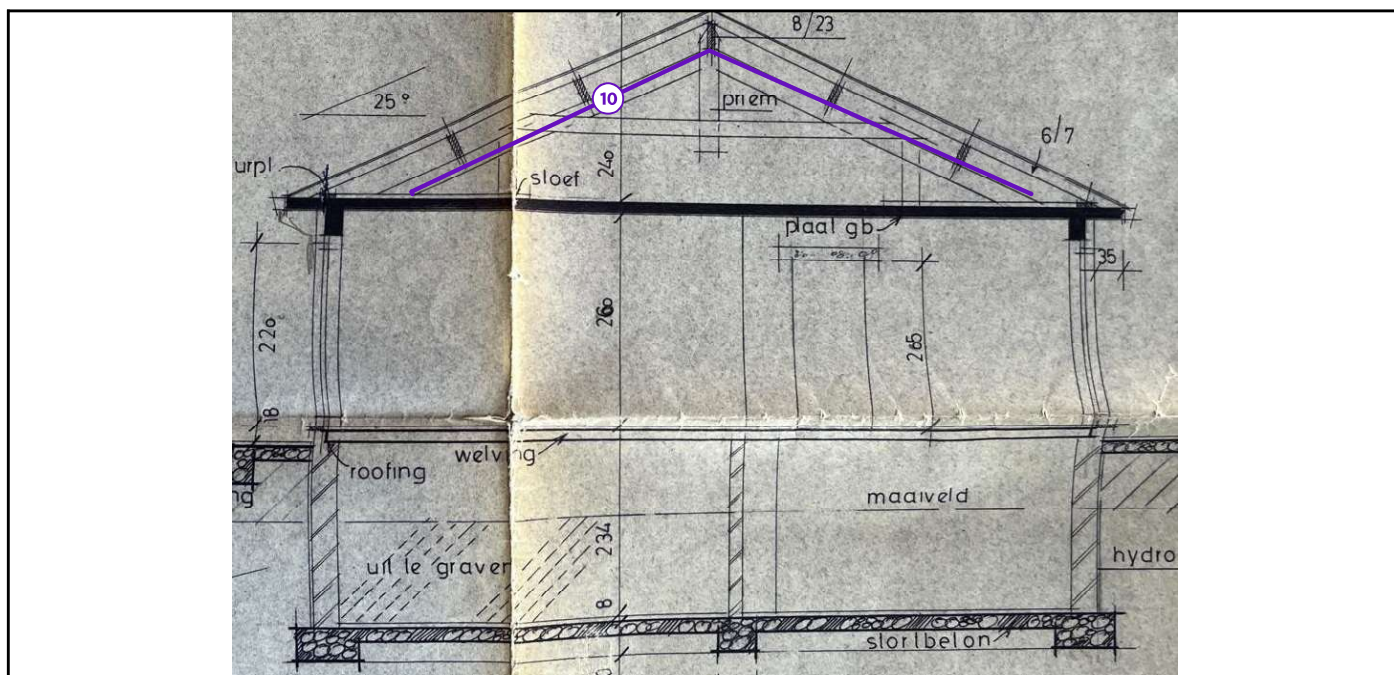 8/23
25°
10
priem
6/7
urpl
240
sloef
plaat gb
35
260
220
265
18
welving
roofing
ng
maaiveld
234
uit te graven
hydro
8
stortbeton